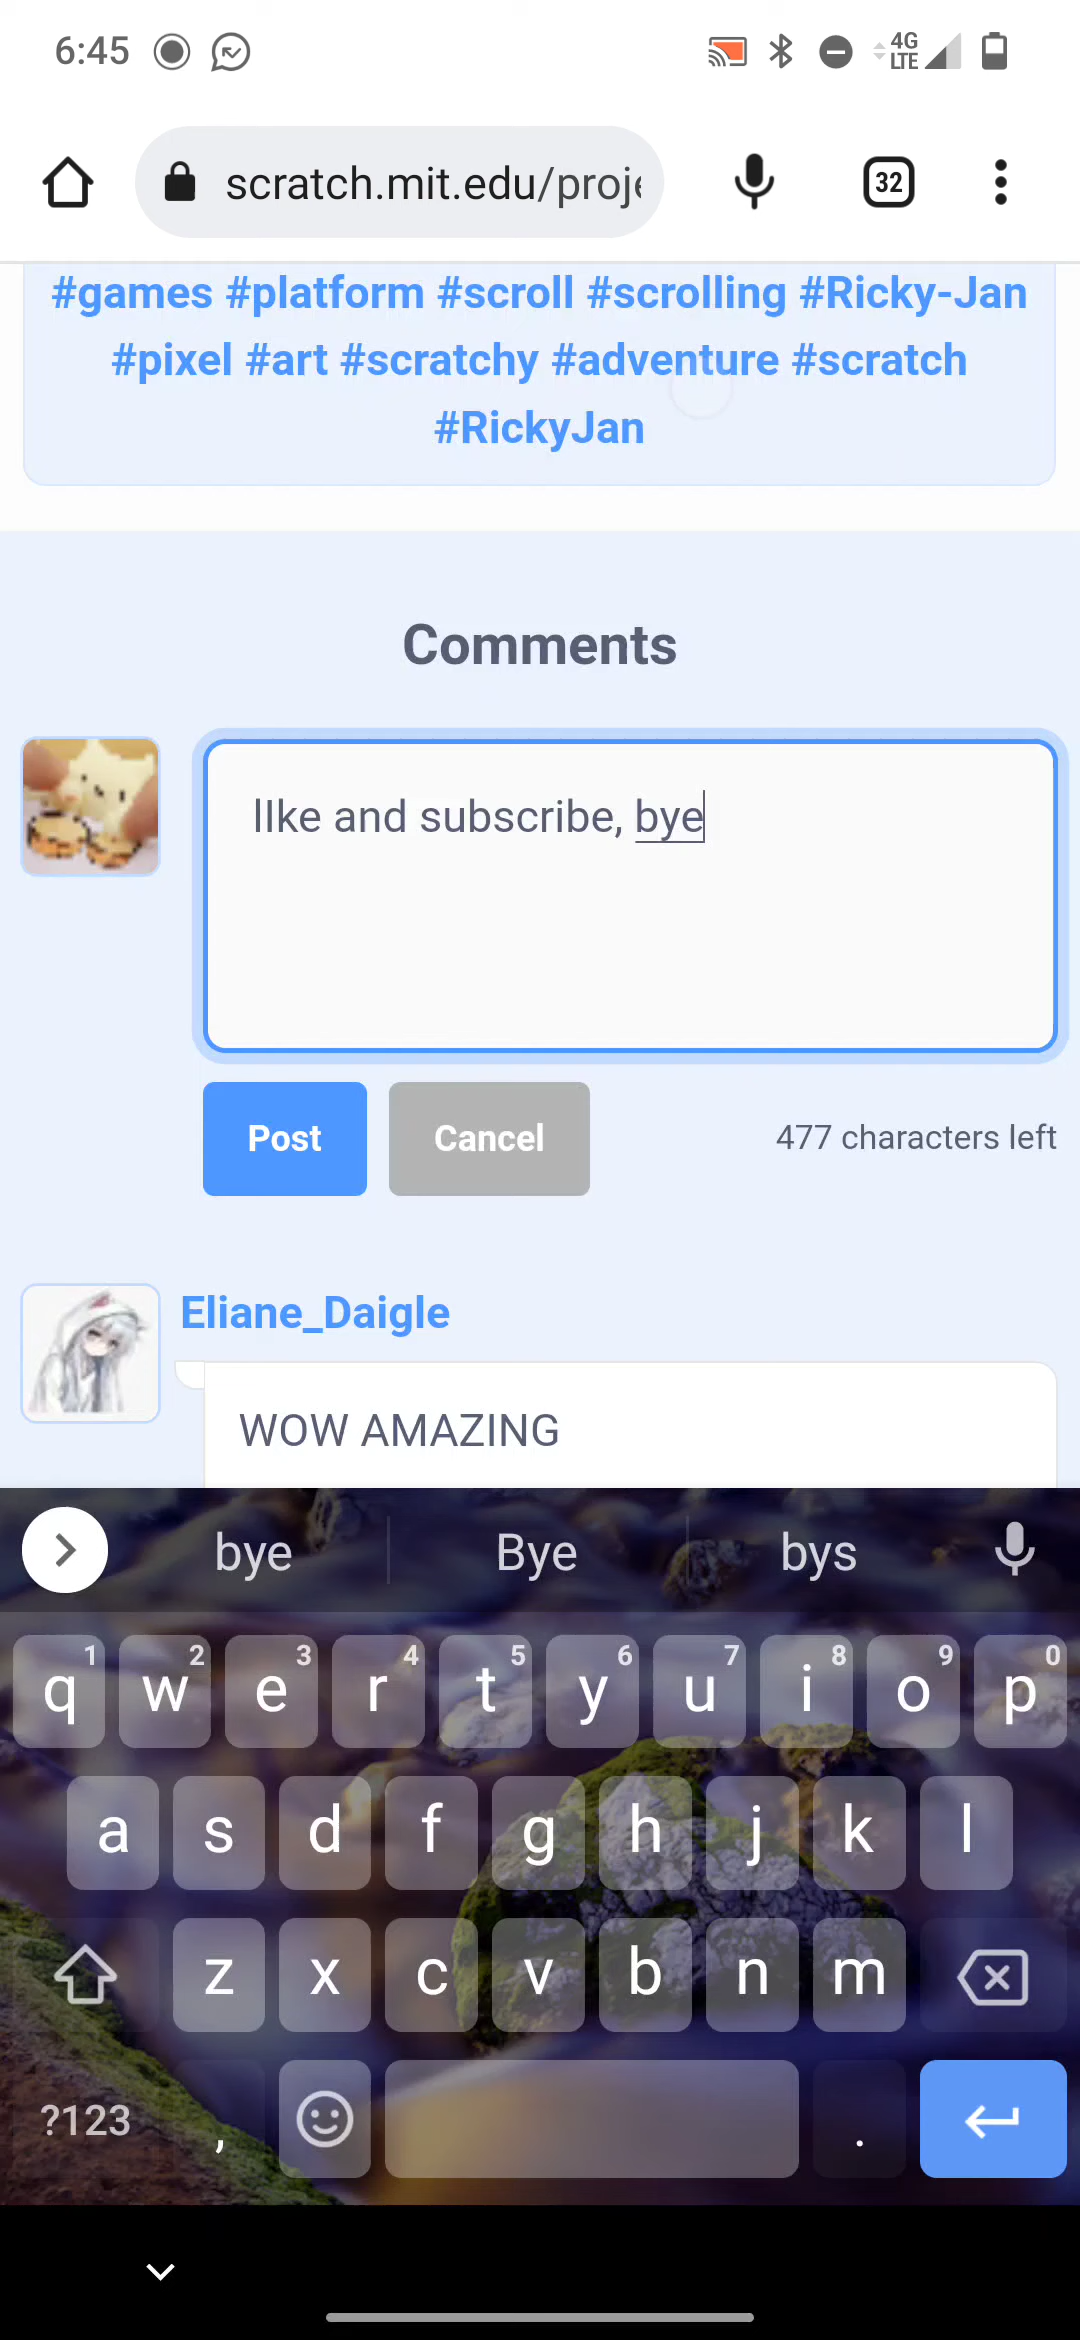 6:45
4G
LTE
scratch.mit.edu/proje
32
#games #platform #scroll #scrolling #Ricky-Jan
#pixel #art #scratchy #adventure #scratch
#RickyJan
Comments
lIke and subscribe, bye
Post
Cancel
477 characters left
Eliane_Daigle
WOW AMAZING
bye
Bye
bys
1 2 3 4 5 6 7 8 9 0
q w e r t y u i o p
a s d f g h j k l
z x c v b n m
?123 , .